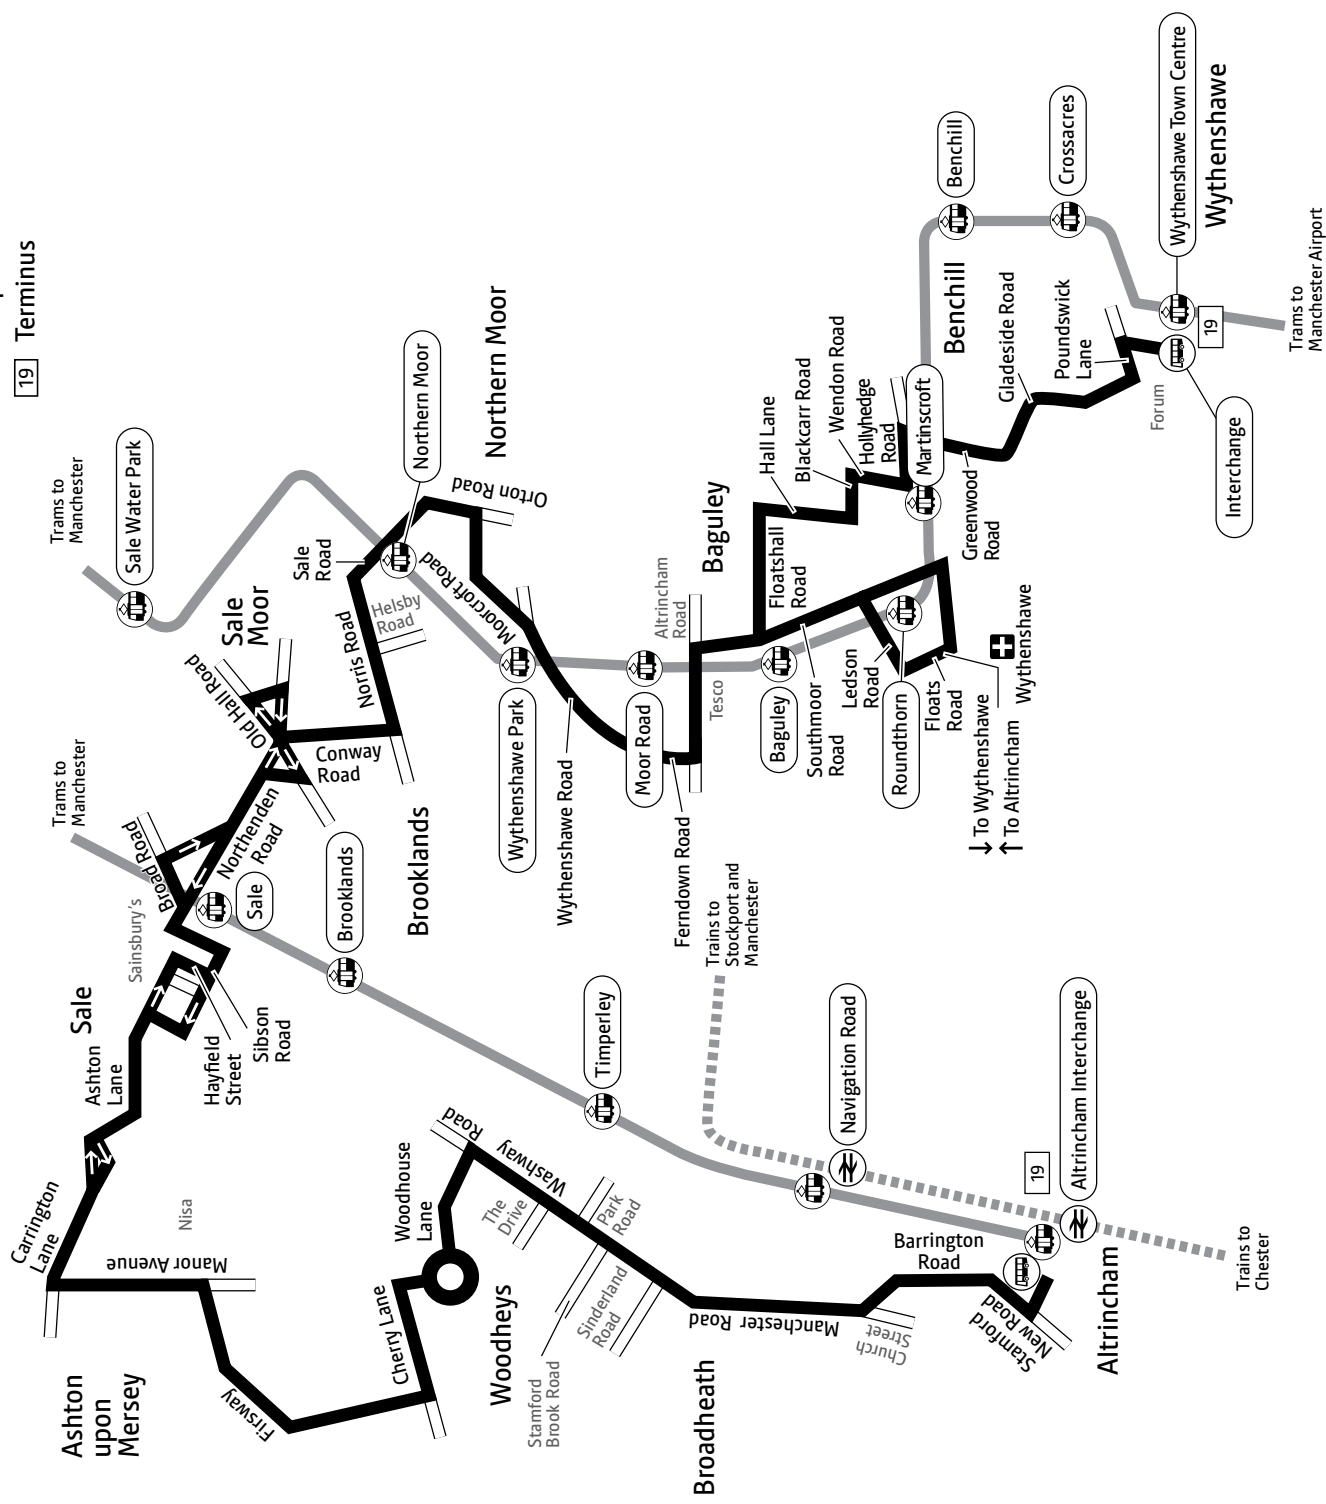 Ashton
upon
Mersey
Carrington
Lane
Ashton
Lane
Sale
Sainsbury's
Broad Road
Trams to
Manchester
Trams to
Manchester
Sale Water Park
19 Terminus
Manor Avenue
Nisa
Firsway
Hayfield
Street
Sibson
Road
Sale
Northenden
Road
Old Hall Road
Sale
Moor
Conway
Road
Norris Road
Helsby
Road
Sale
Road
Northern Moor
Northern Moor
Brooklands
Brooklands
Cherry Lane
Woodhouse
Lane
Woodheys
Washway
Road
The
Drive
Park
Road
Stamford
Brook Road
Sinderland
Road
Timperley
Moorcroft Road
Orton Road
Wythenshawe Park
Wythenshawe Road
Moor Road
Ferndown Road
Altrincham
Road
Tesco
Baguley
Baguley
Broadheath
Manchester Road
Church
Street
Trains to
Stockport and
Manchester
Navigation Road
Southmoor
Road
Floatshall
Road
Hall Lane
Blackcarr Road
Wendon Road
Hollyhedge
Road
Ledson
Road
Roundthorn
Floats
Road
Martinscroft
Benchill
Benchill
Greenwood
Road
Gladeside Road
Crossacres
To Wythenshawe
To Altrincham
Wythenshawe
Barrington
Road
Stamford
New Road
19
Altrincham Interchange
Altrincham
Poundswick
Lane
Forum
Wythenshawe Town Centre
Wythenshawe
19
Interchange
Trains to
Chester
Trams to
Manchester Airport